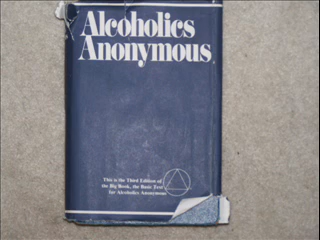 Alcoholics
Anonymous
This is the Third Edition of
the Big Book, the Basic Text
for Alcoholics Anonymous